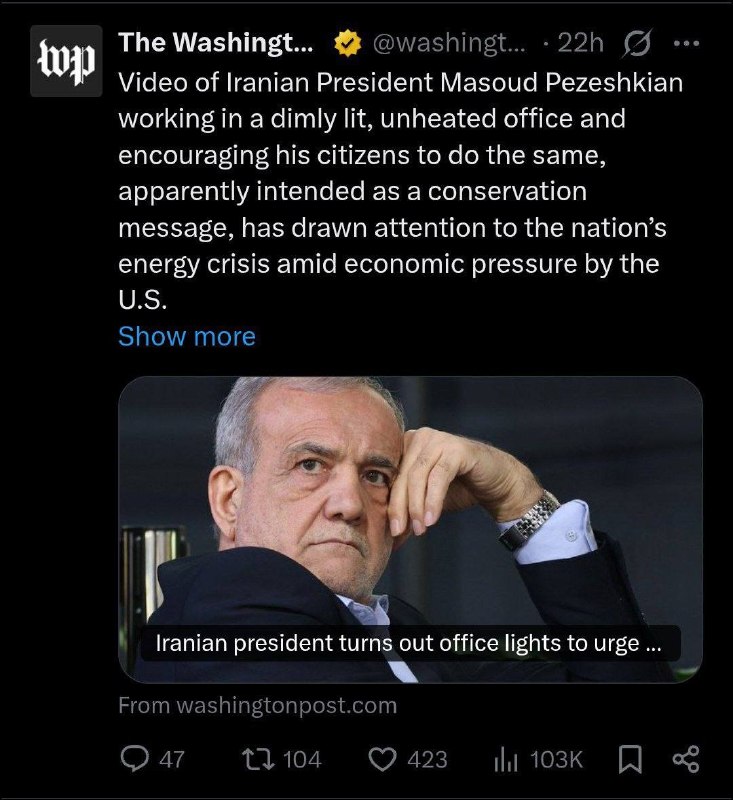 wp
The Washingt... @washingt... · 22h
Video of Iranian President Masoud Pezeshkian
working in a dimly lit, unheated office and
encouraging his citizens to do the same,
apparently intended as a conservation
message, has drawn attention to the nation’s
energy crisis amid economic pressure by the
U.S.
Show more
Iranian president turns out office lights to urge ...
From washingtonpost.com
47 104 423 103K